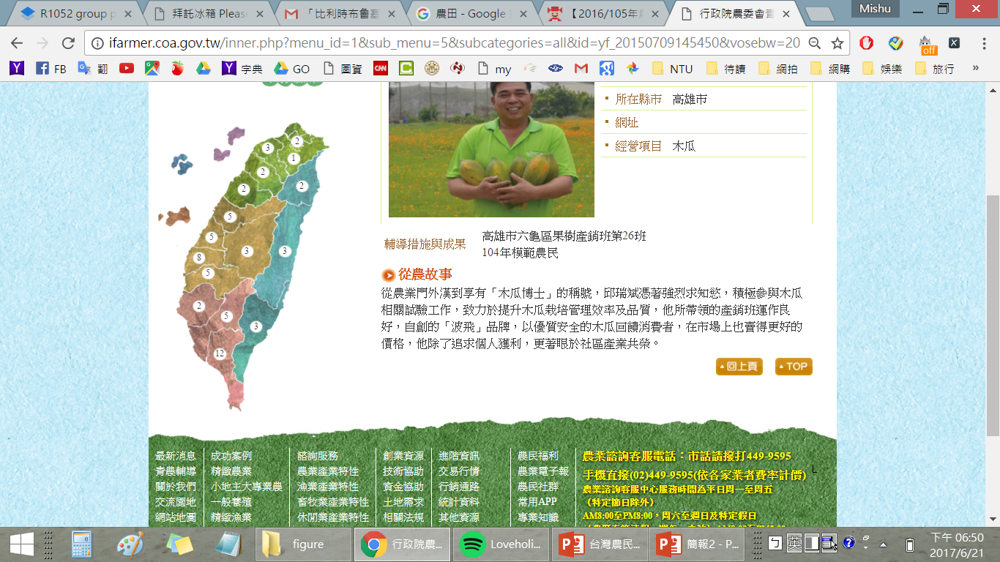 R1052 group p
拜託冰箱 Pleas
「比利時布魯塞
農田 - Google
【2016/105年
行政院農委會青
Mishu
ifarmer.coa.gov.tw/inner.php?menu_id=1&sub_menu=5&subcategories=all&id=yf_20150709145450&vosebw=20
off
FB
翻
字典
GO
圖資
CNN
my
NTU
待讀
網拍
網購
娛樂
旅行
»
所在縣市 高雄市
網址
經營項目 木瓜
3
2
1
2
2
2
5
5
3
3
8
5
2
5
3
12
輔導措施與成果
高雄市六龜區果樹產銷班第26班
104年模範農民
從農故事
從農業門外漢到享有「木瓜博士」的稱號,邱瑞斌憑著強烈求知慾,積極參與木瓜
相關試驗工作,致力於提升木瓜栽培管理效率及品質,他所帶領的產銷班運作良
好,自創的「波飛」品牌,以優質安全的木瓜回饋消費者,在市場上也賣得更好的
價格,他除了追求個人獲利,更著眼於社區產業共榮。
回上頁
TOP
最新消息
青農輔導
關於我們
交流園地
網站地圖
成功案例
精緻農業
小地主大專業農
一般養殖
精緻漁業
諮詢服務
農業產業特性
漁業產業特性
畜牧業產業特性
休閒業產業特性
創業資源
技術協助
資金協助
土地需求
相關法規
進階資訊
交易行情
行銷通路
統計資料
其他資源
農民福利
農業電子報
農民社群
常用APP
專業知識
農業諮詢客服電話:市話請撥打449-9595
手機直撥(02)449-9595(依各家業者費率計價)
農業諮詢客服中心服務時間為平日周一至周五
(特定節日除外)
AM8:00至PM8:00,周六至週日及特定假日
figure
行政院農...
Loveholi...
台灣農民...
簡報2 - P...
ㄅ
英
下午 06:50
2017/6/21